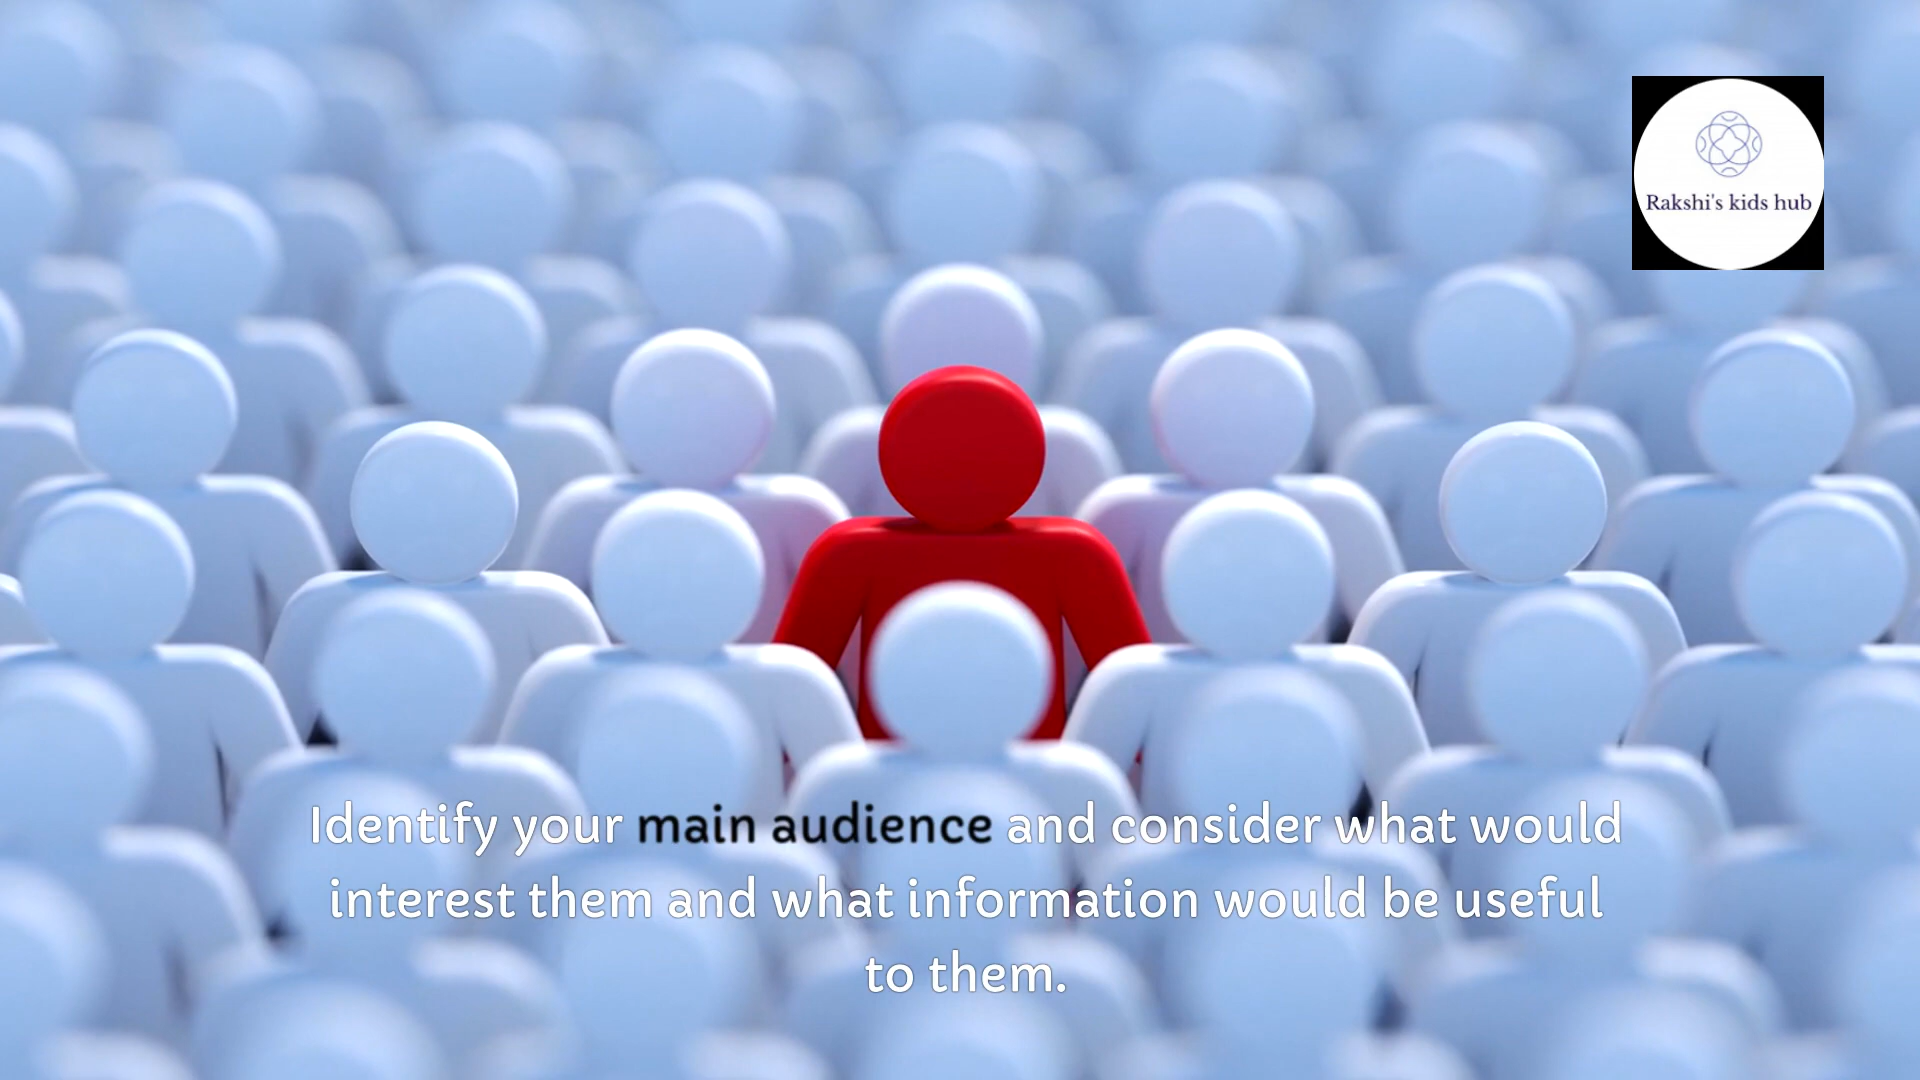 Rakshi's kids hub
Identify your main audience and consider what would
interest them and what information would be useful
to them.